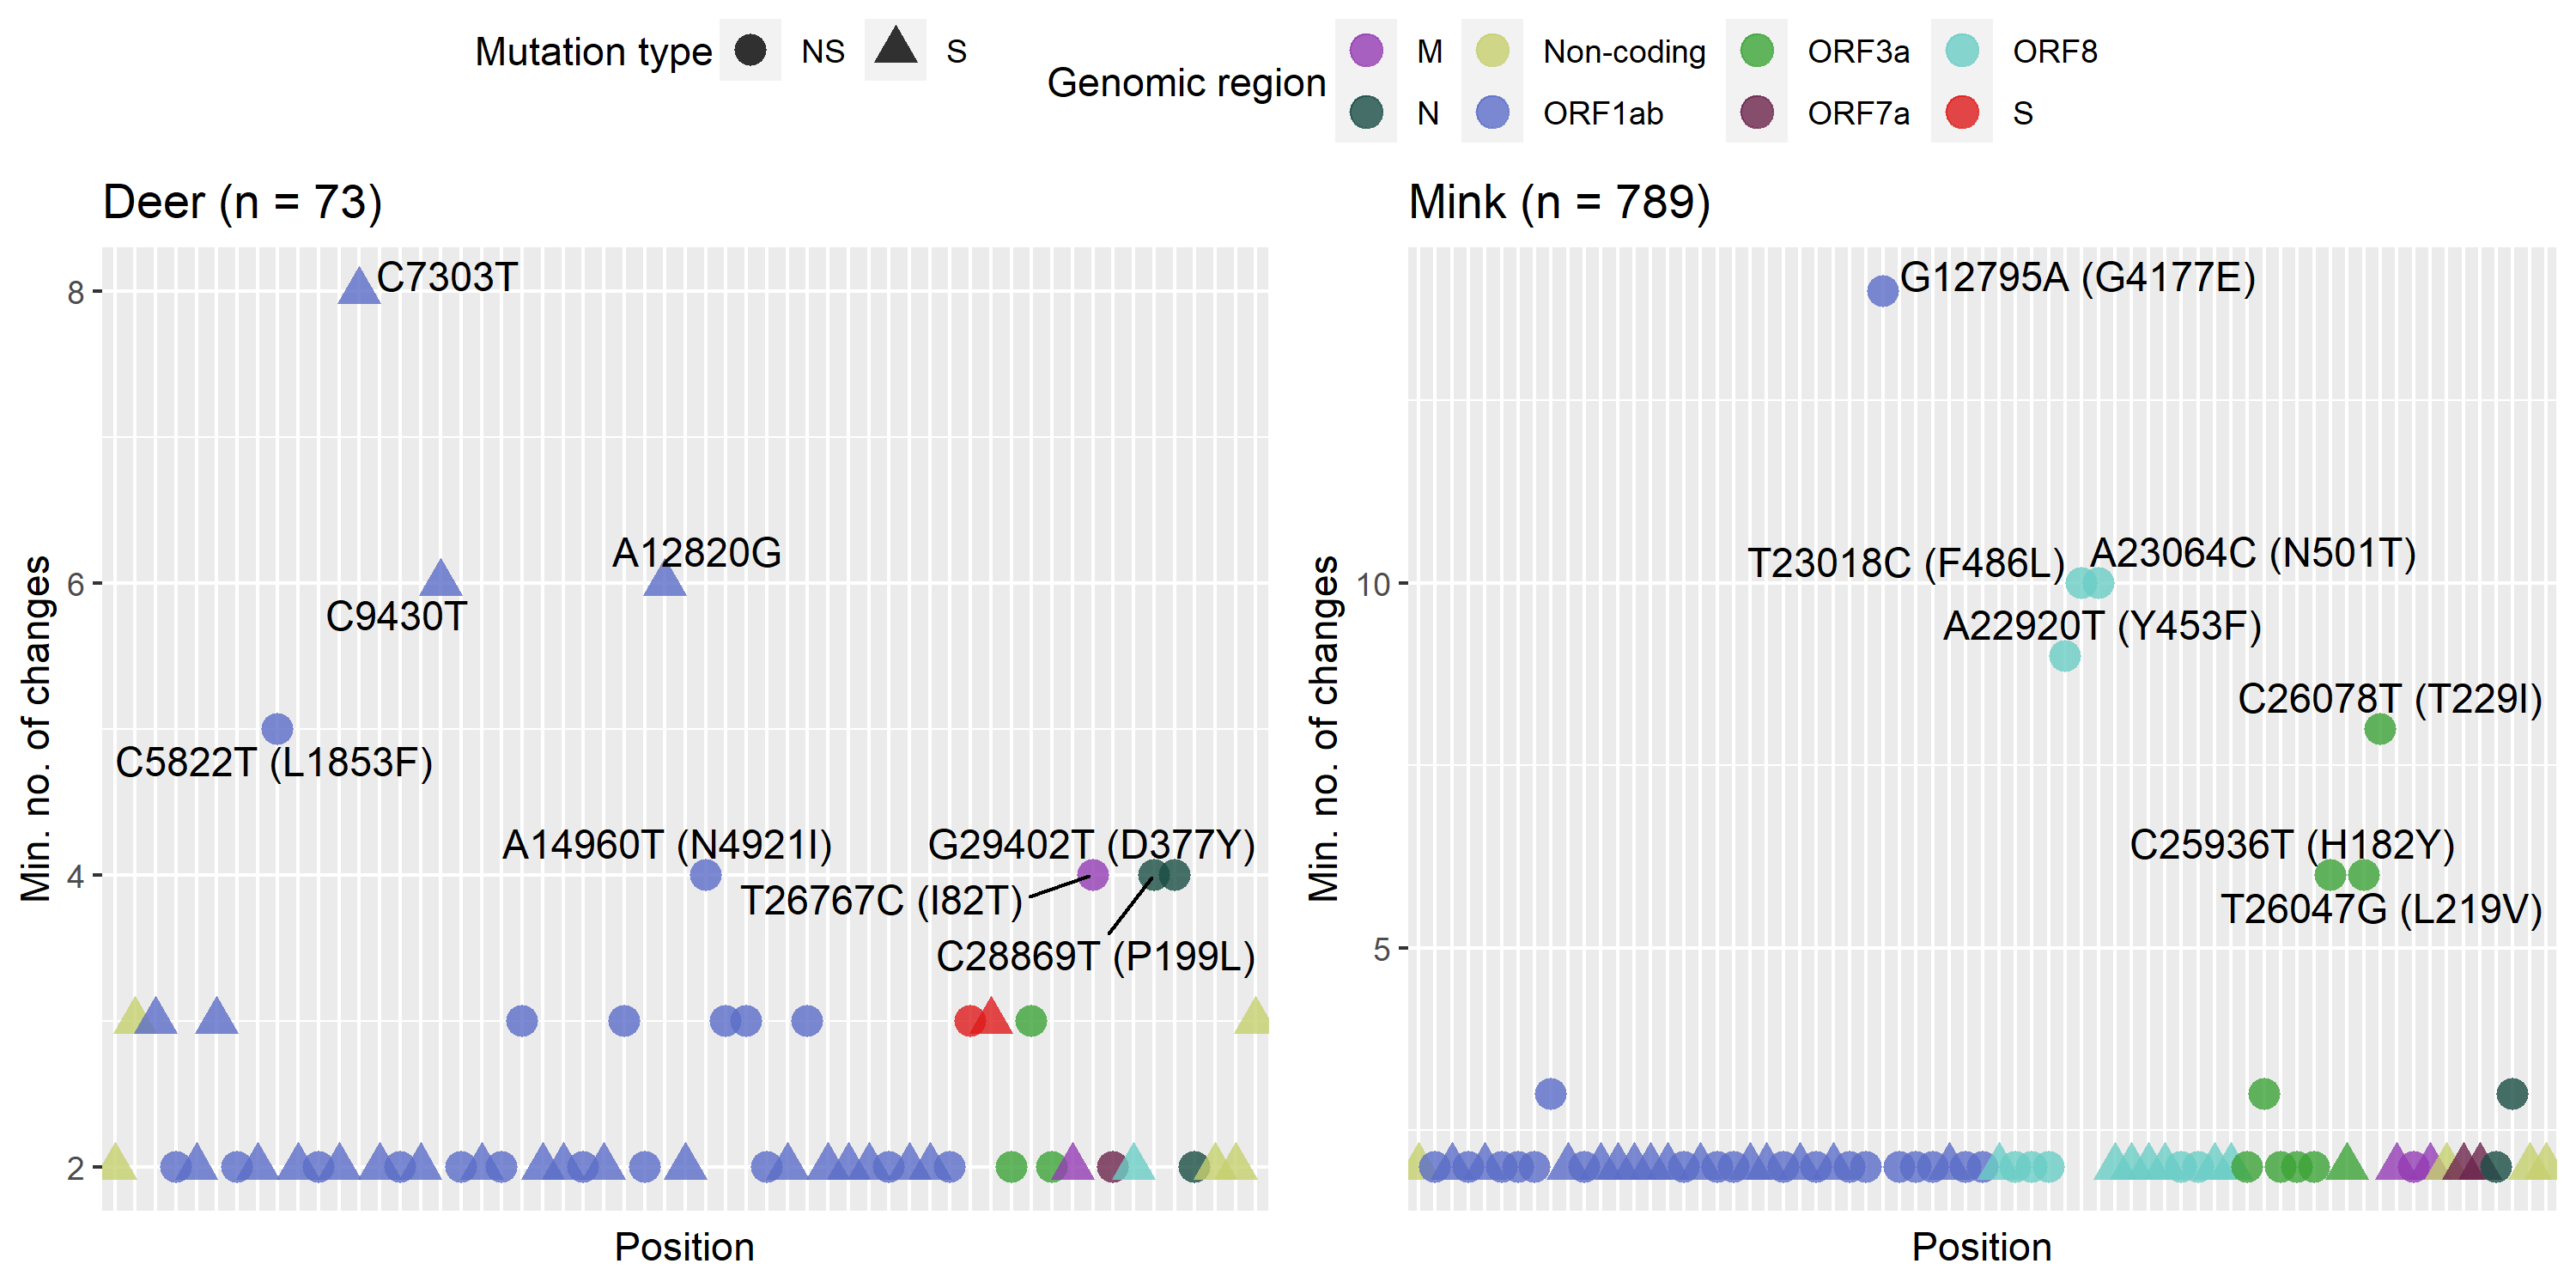 Mutation type NS S
Genomic region
M Non-coding ORF3a ORF8
N ORF1ab ORF7a S
Deer (n = 73)
Min. no. of changes
8
6
4
2
C7303T
A12820G
C9430T
C5822T (L1853F)
A14960T (N4921I)
G29402T (D377Y)
T26767C (I82T)
C28869T (P199L)
Position
Mink (n = 789)
Min. no. of changes
10
5
G12795A (G4177E)
T23018C (F486L)
A23064C (N501T)
A22920T (Y453F)
C26078T (T229I)
C25936T (H182Y)
T26047G (L219V)
Position